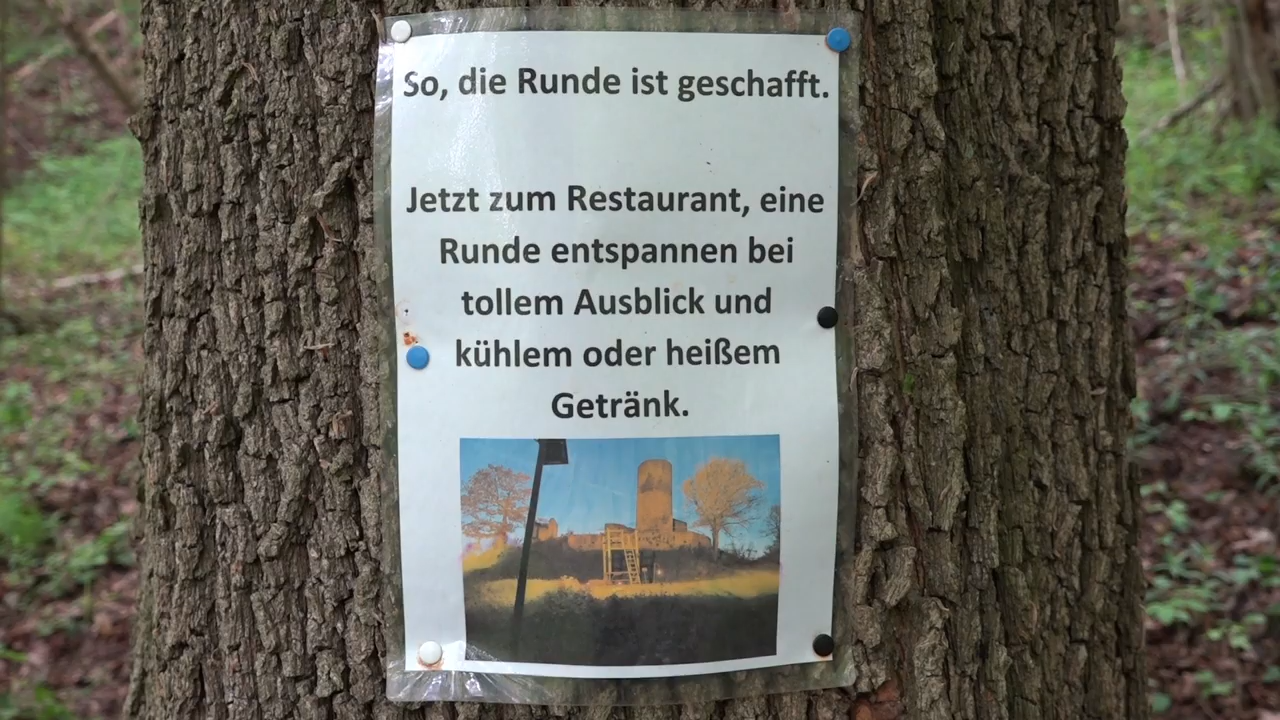 So, die Runde ist geschafft.
Jetzt zum Restaurant, eine
Runde entspannen bei
tollem Ausblick und
kühlem oder heißem
Getränk.